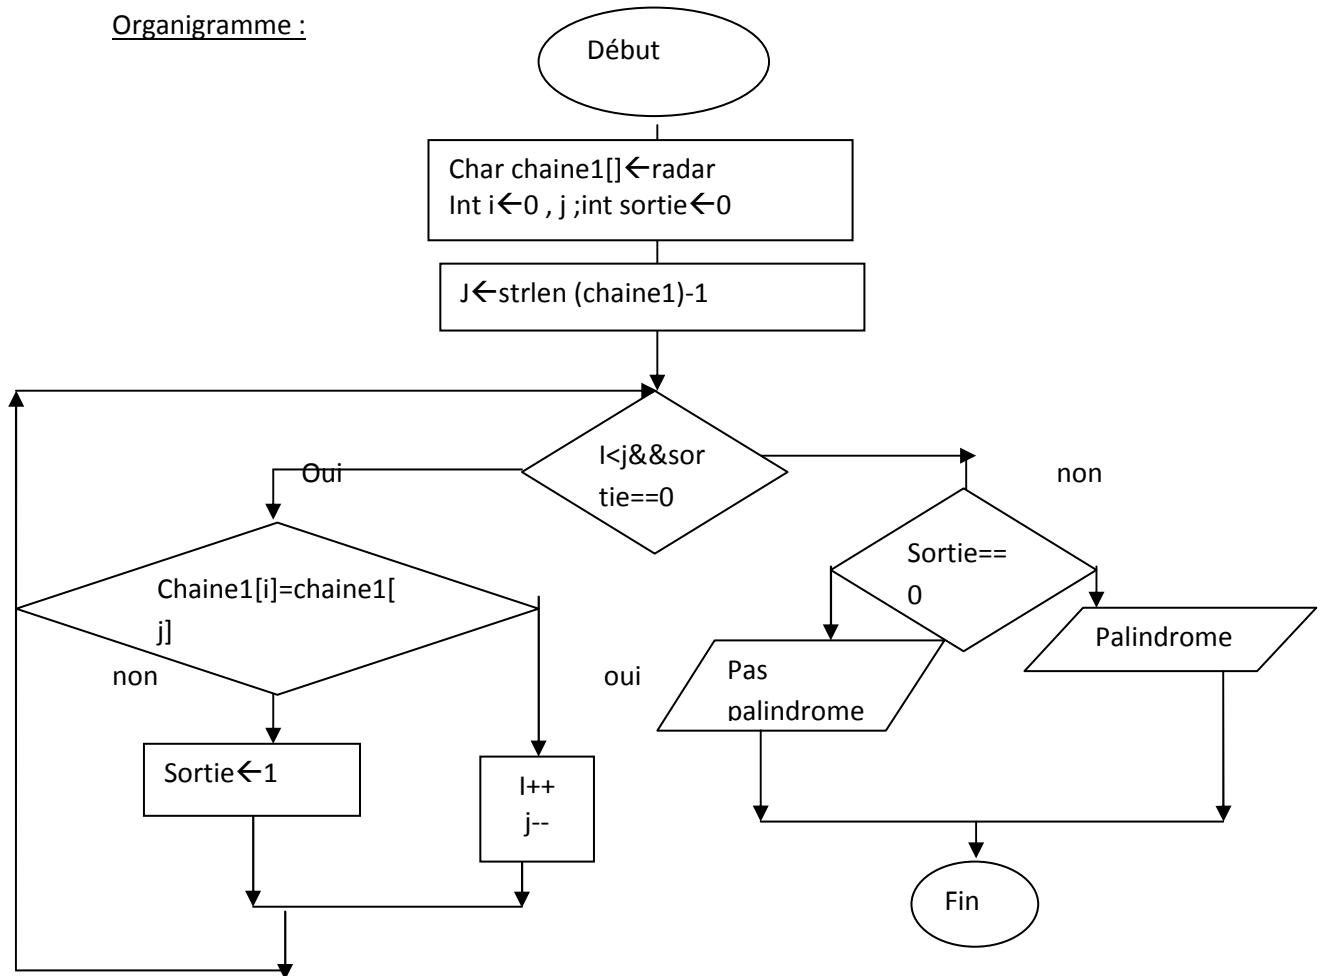 Organigramme :
Début
Char chaine1[]←radar
Int i←0 , j ;int sortie←0
J←strlen (chaine1)-1
I<j&&sor
tie==0
Oui
non
Chaine1[i]=chaine1[
j]
non
oui
Sortie==
0
Pas
palindrome
Palindrome
Sortie←1
I++
j--
Fin